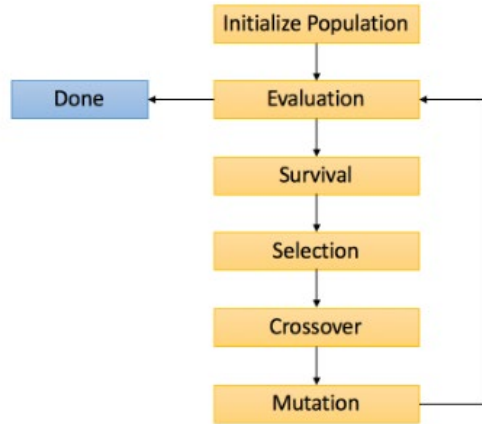 Initialize Population
Done
Evaluation
Survival
Selection
Crossover
Mutation